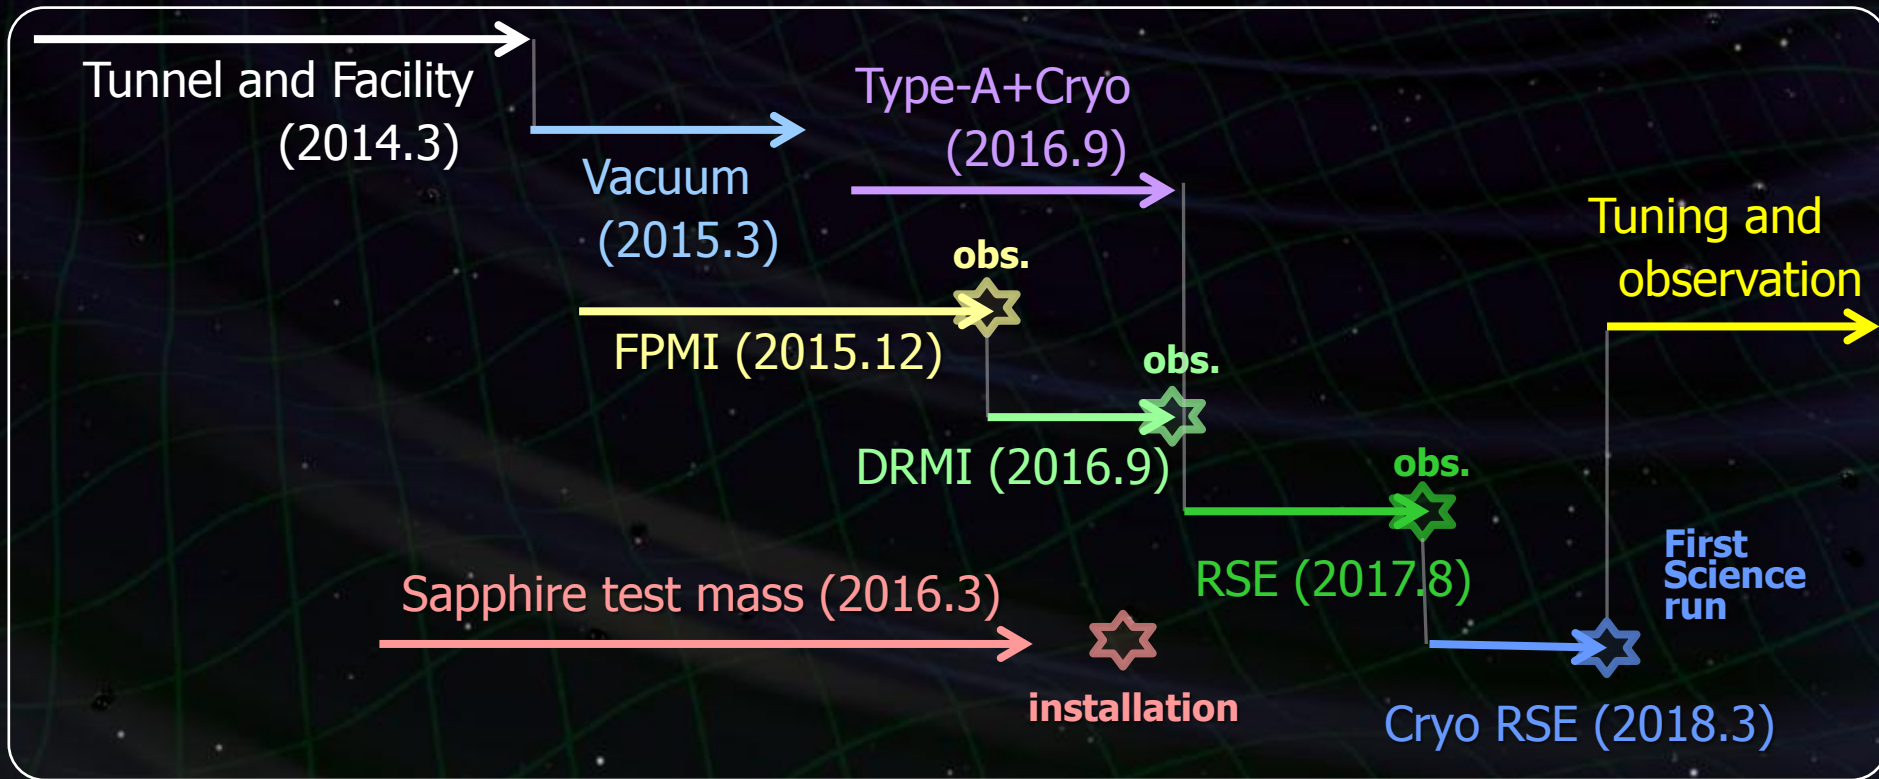 Tunnel and Facility
(2014.3)
Type-A+Cryo
(2016.9)
Vacuum
(2015.3)
Tuning and
observation
obs.
FPMI (2015.12)
obs.
DRMI (2016.9)
obs.
RSE (2017.8)
First
Science
run
Sapphire test mass (2016.3)
installation
Cryo RSE (2018.3)